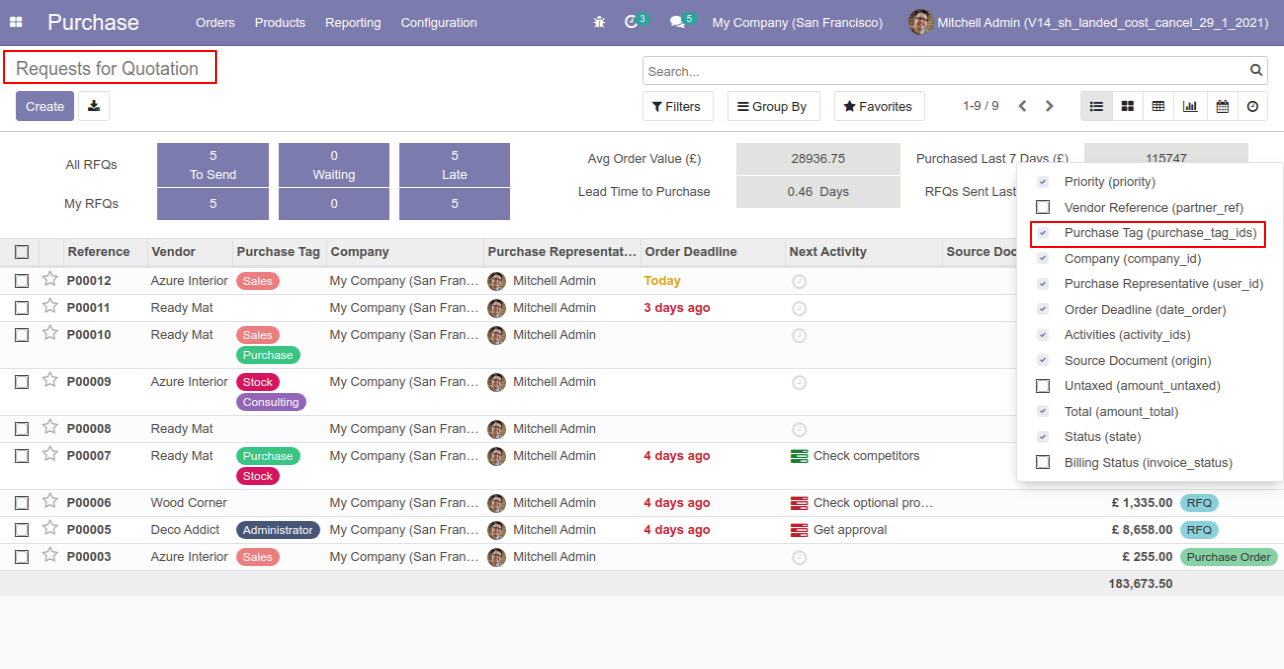 Purchase Orders Products Reporting Configuration 3 5 My Company (San Francisco) Mitchell Admin (V14_sh_landed_cost_cancel_29_1_2021)
Requests for Quotation
Search...
Create Filters Group By Favorites 1-9 / 9
All RFQs 5 To Send 0 Waiting 5 Late
My RFQs 5 0 5
Avg Order Value (£) 28936.75 Purchased Last 7 Days (£) 115747
Lead Time to Purchase 0.46 Days RFQs Sent Last
Priority (priority)
Vendor Reference (partner_ref)
Purchase Tag (purchase_tag_ids)
Company (company_id)
Purchase Representative (user_id)
Order Deadline (date_order)
Activities (activity_ids)
Source Document (origin)
Untaxed (amount_untaxed)
Total (amount_total)
Status (state)
Billing Status (invoice_status)
Reference Vendor Purchase Tag Company Purchase Representat... Order Deadline Next Activity Source Doc
P00012 Azure Interior Sales My Company (San Fran... Mitchell Admin Today
P00011 Ready Mat My Company (San Fran... Mitchell Admin 3 days ago
P00010 Ready Mat Sales My Company (San Fran... Mitchell Admin
Purchase
P00009 Azure Interior Stock My Company (San Fran... Mitchell Admin
Consulting
P00008 Ready Mat My Company (San Fran... Mitchell Admin
P00007 Ready Mat Purchase My Company (San Fran... Mitchell Admin 4 days ago Check competitors
Stock
P00006 Wood Corner My Company (San Fran... Mitchell Admin 4 days ago Check optional pro... £ 1,335.00 RFQ
P00005 Deco Addict Administrator My Company (San Fran... Mitchell Admin 4 days ago Get approval £ 8,658.00 RFQ
P00003 Azure Interior Sales My Company (San Fran... Mitchell Admin £ 255.00 Purchase Order
183,673.50